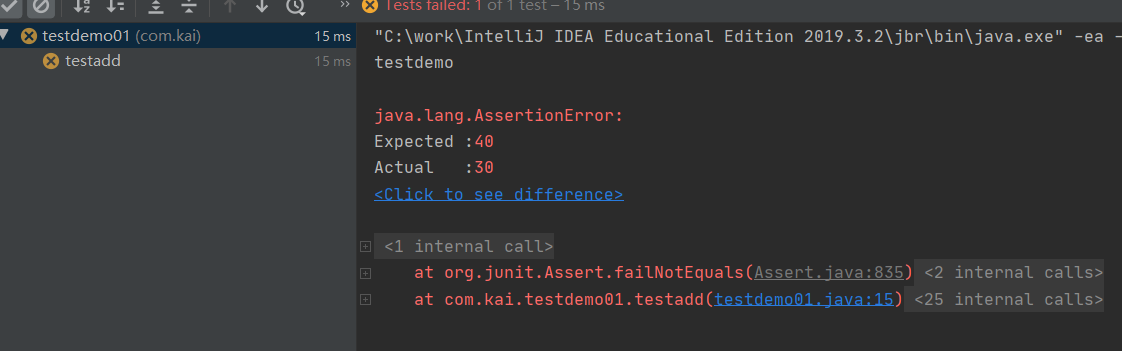 Tests failed: 1 of 1 test – 15 ms
testdemo01 (com.kai) 15 ms
testadd 15 ms
"C:\work\IntelliJ IDEA Educational Edition 2019.3.2\jbr\bin\java.exe" -ea -
testdemo
java.lang.AssertionError:
Expected :40
Actual   :30
<Click to see difference>
<1 internal call>
at org.junit.Assert.failNotEquals(Assert.java:835) <2 internal calls>
at com.kai.testdemo01.testadd(testdemo01.java:15) <25 internal calls>